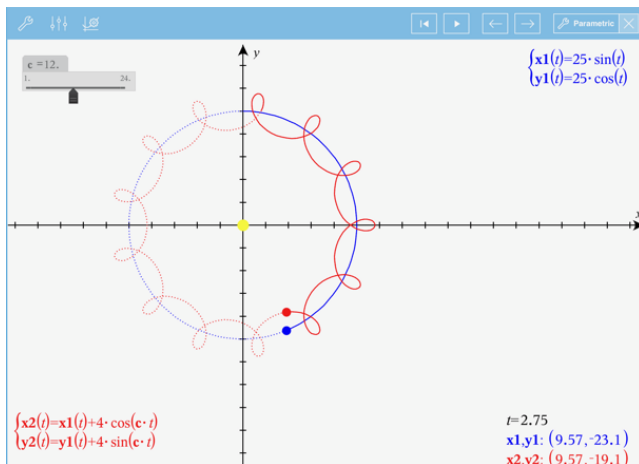 Parametric
c =12.
1. 24.
y
x1(t)=25· sin(t)
y1(t)=25· cos(t)
x
x2(t)=x1(t)+4· cos(c· t)
y2(t)=y1(t)+4· sin(c· t)
t=2.75
x1,y1: (9.57,-23.1)
x2,y2: (9.57,-19.1)